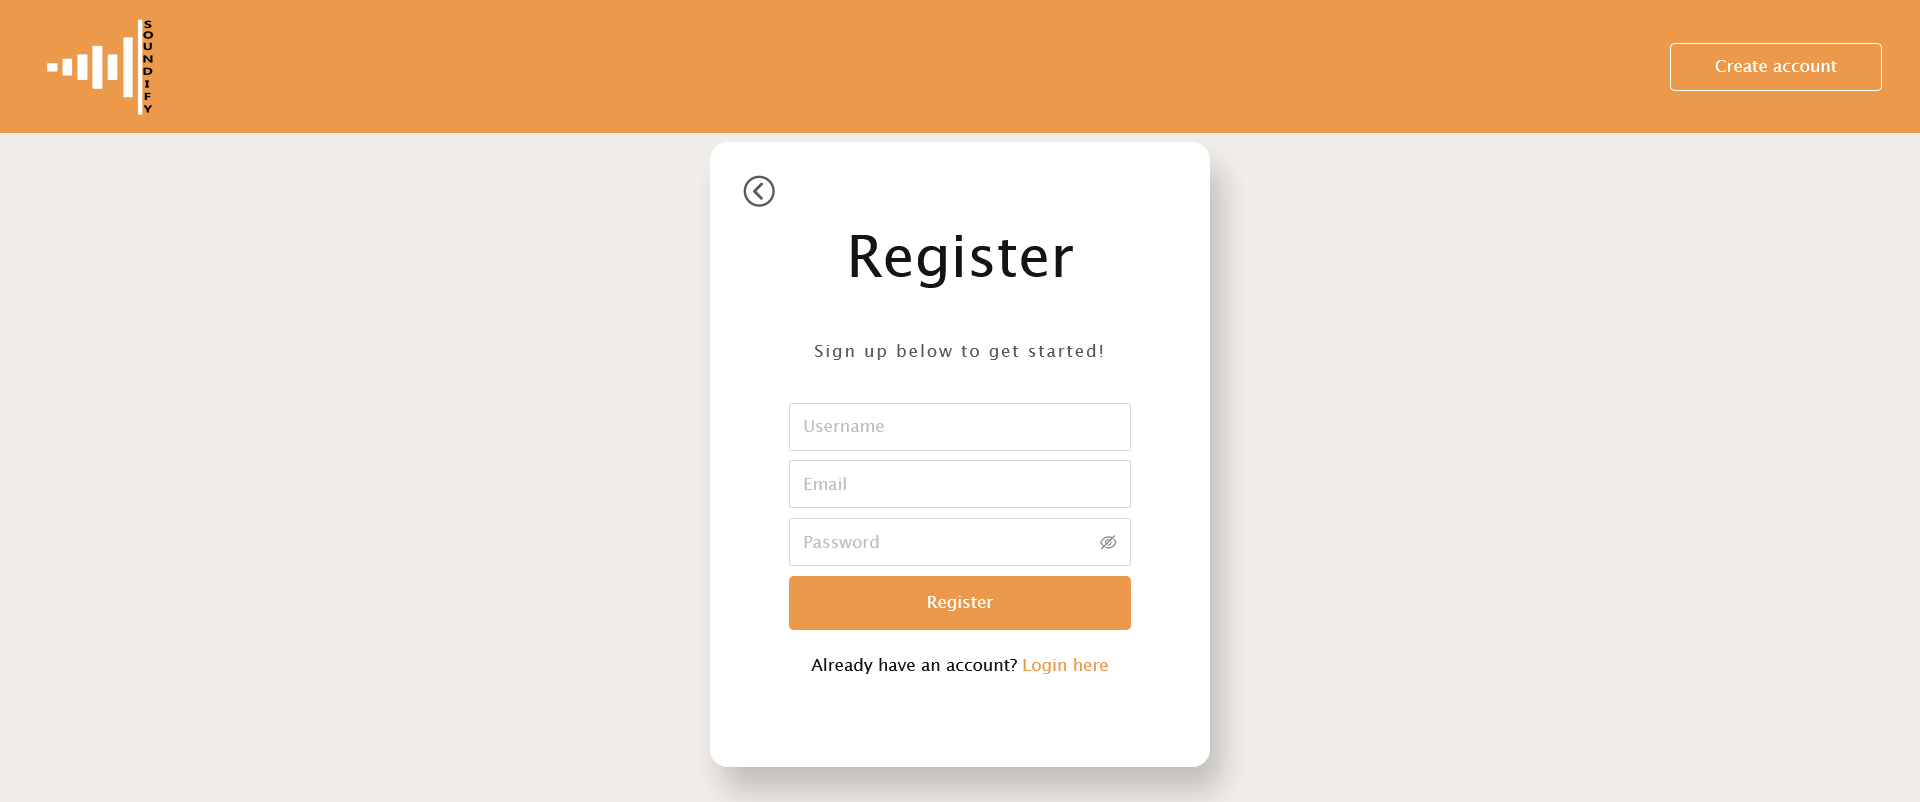 SOUNDIFY
Create account
Register
Sign up below to get started!
Username
Email
Password
Register
Already have an account? Login here